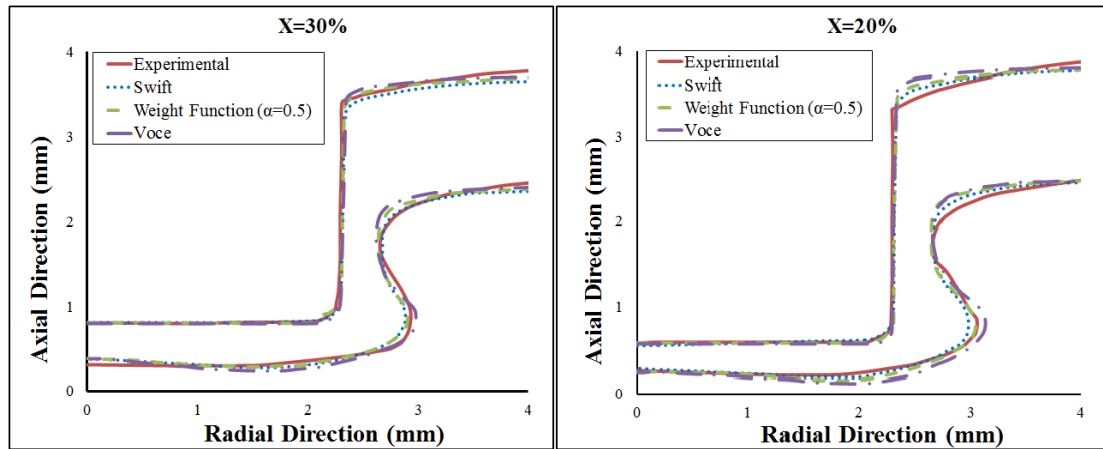 X=30%
4
3
2
1
0
Axial Direction (mm)
Experimental
Swift
Weight Function (α=0.5)
Voce
0 1 2 3 4
Radial Direction (mm)
X=20%
4
3
2
1
0
Axial Direction (mm)
Experimental
Swift
Weight Function (α=0.5)
Voce
0 1 2 3 4
Radial Direction (mm)